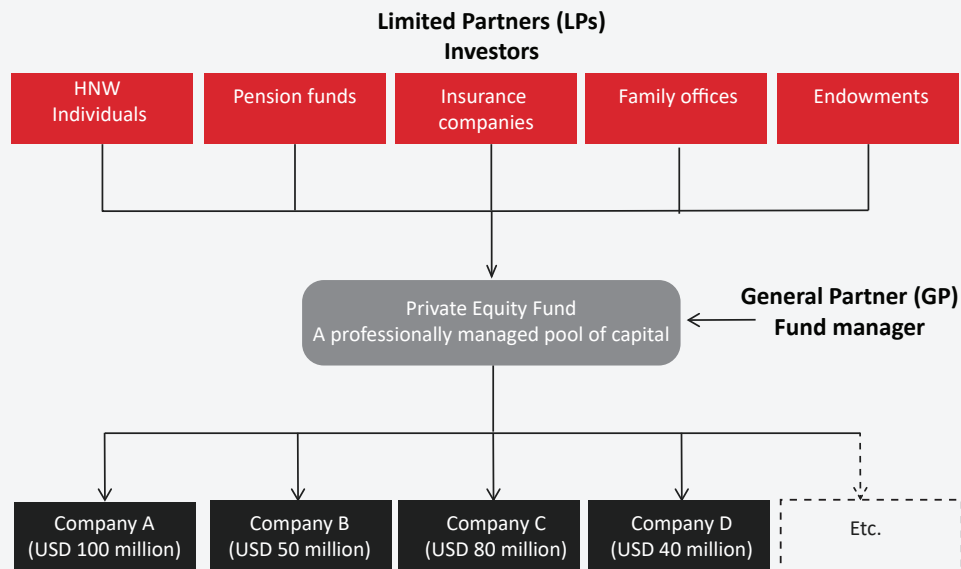 Limited Partners (LPs)
Investors
HNW
Individuals
Pension funds
Insurance
companies
Family offices
Endowments
Private Equity Fund
A professionally managed pool of capital
General Partner (GP)
Fund manager
Company A
(USD 100 million)
Company B
(USD 50 million)
Company C
(USD 80 million)
Company D
(USD 40 million)
Etc.